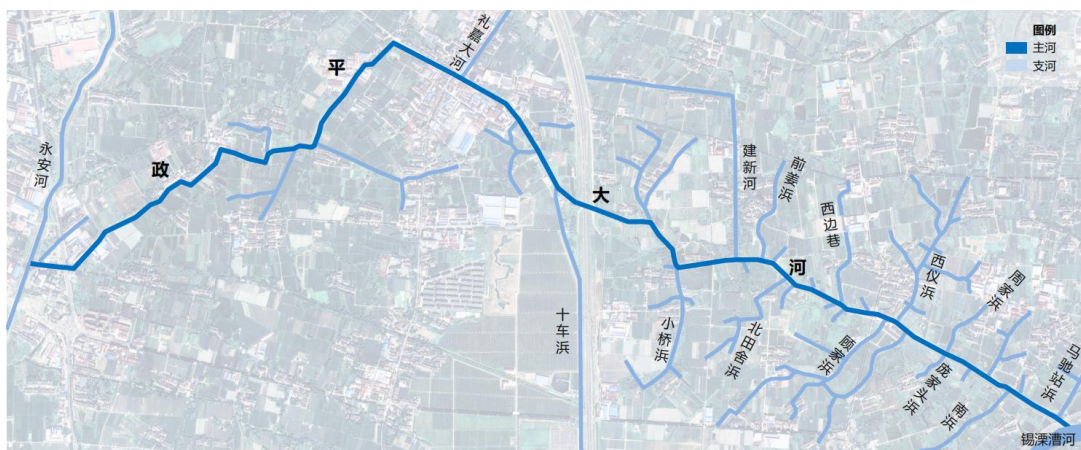 图例
主河
支河
礼嘉大河
平
永安河
政
大
建新河
前姜浜
西边巷
河
西仪浜
周家浜
十车浜
小桥浜
北田舍浜
顾家浜
庞家头浜
南浜
马驰站浜
锡溧漕河